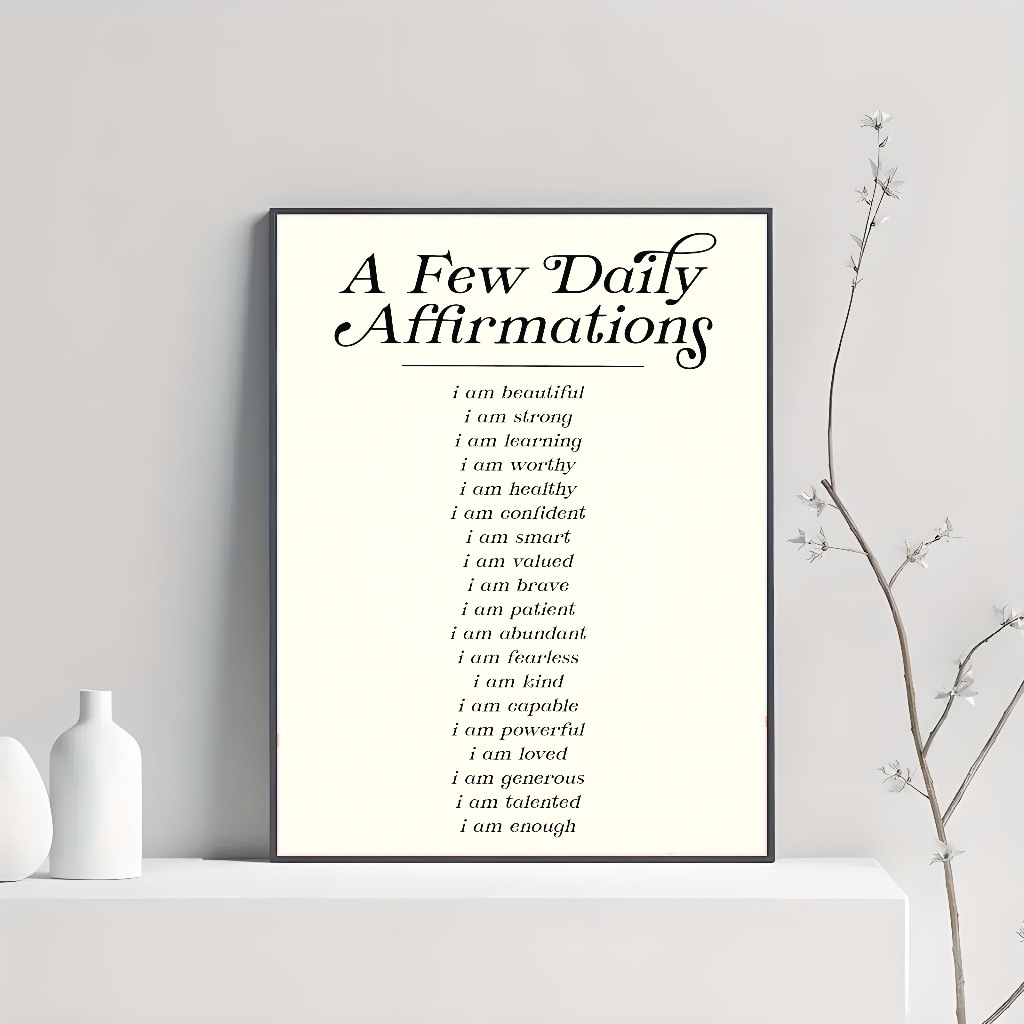 A Few Daily
Affirmations
i am beautiful
i am strong
i am learning
i am worthy
i am healthy
i am confident
i am smart
i am valued
i am brave
i am patient
i am abundant
i am fearless
i am kind
i am capable
i am powerful
i am loved
i am generous
i am talented
i am enough